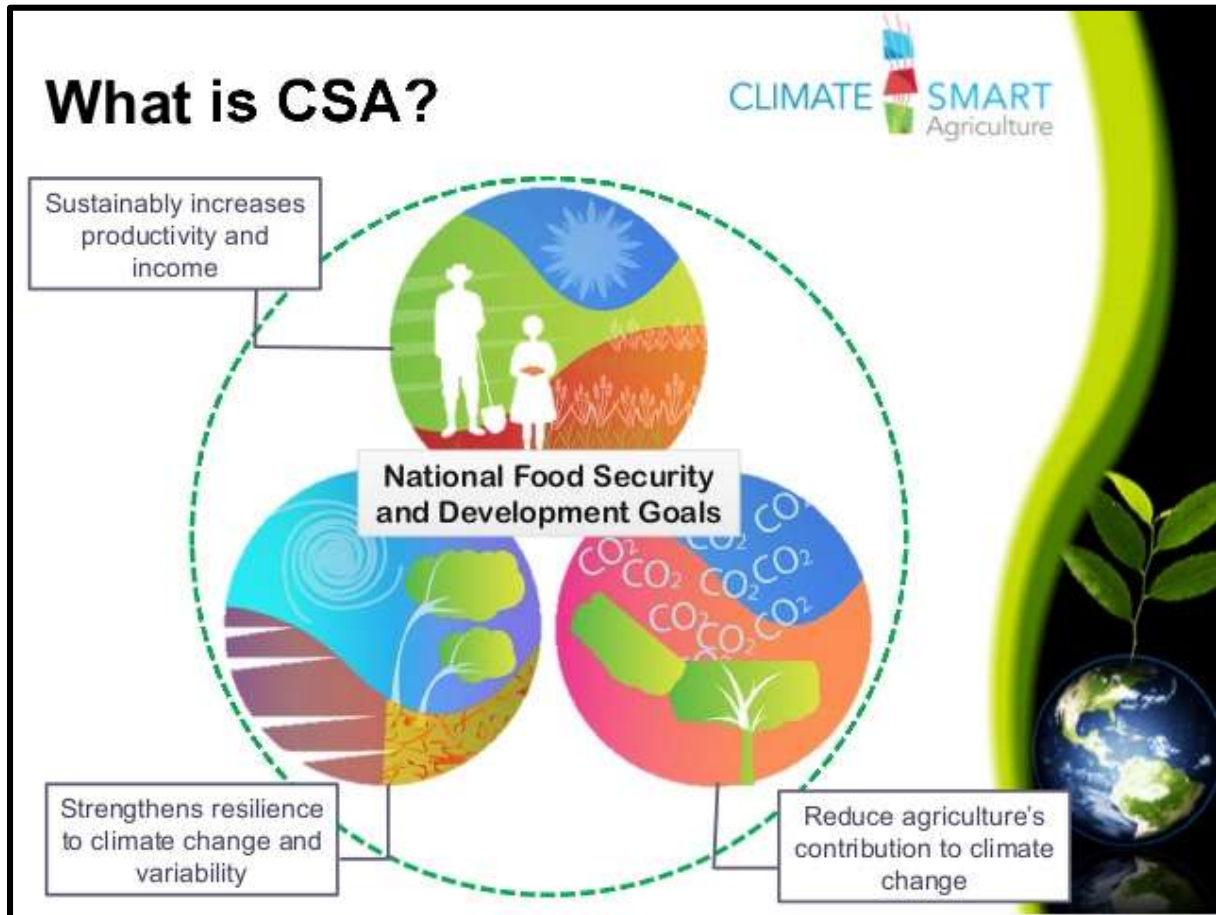 What is CSA?
CLIMATE SMART
Agriculture
Sustainably increases
productivity and
income
National Food Security
and Development Goals
CO₂ CO₂
CO₂ CO₂ CO₂ CO₂
CO₂ CO₂ CO₂
CO₂
Strengthens resilience
to climate change and
variability
Reduce agriculture's
contribution to climate
change